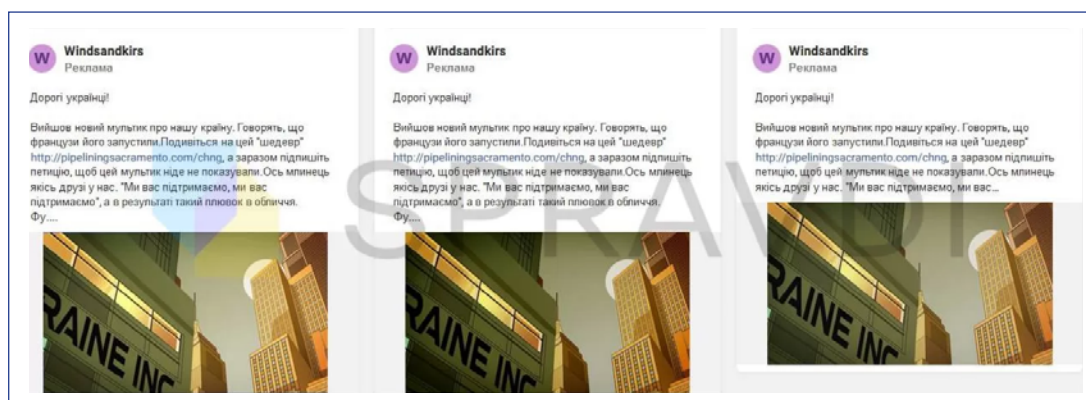 W
Windsandkirs
Реклама
Дорогі українці!
Вийшов новий мультик про нашу країну. Говорять, що
французи його запустили.Подивіться на цей "шедевр"
http://pipeliningsacramento.com/chng, а заразом підпишіть
петицію, щоб цей мультик ніде не показували.Ось млинець
якісь друзі у нас. "Ми вас підтримаємо, ми вас
підтримаємо", а в результаті такий плювок в обличчя.
Фу....
RAINE INC
W
Windsandkirs
Реклама
Дорогі українці!
Вийшов новий мультик про нашу країну. Говорять, що
французи його запустили.Подивіться на цей "шедевр"
http://pipeliningsacramento.com/chng, а заразом підпишіть
петицію, щоб цей мультик ніде не показували.Ось млинець
якісь друзі у нас. "Ми вас підтримаємо, ми вас
підтримаємо", а в результаті такий плювок в обличчя.
Фу....
RAINE INC
W
Windsandkirs
Реклама
Дорогі українці!
Вийшов новий мультик про нашу країну. Говорять, що
французи його запустили.Подивіться на цей "шедевр"
http://pipeliningsacramento.com/chng, а заразом підпишіть
петицію, щоб цей мультик ніде не показували.Ось млинець
якісь друзі у нас. "Ми вас підтримаємо, ми вас...
RAINE INC
SPRAVDI